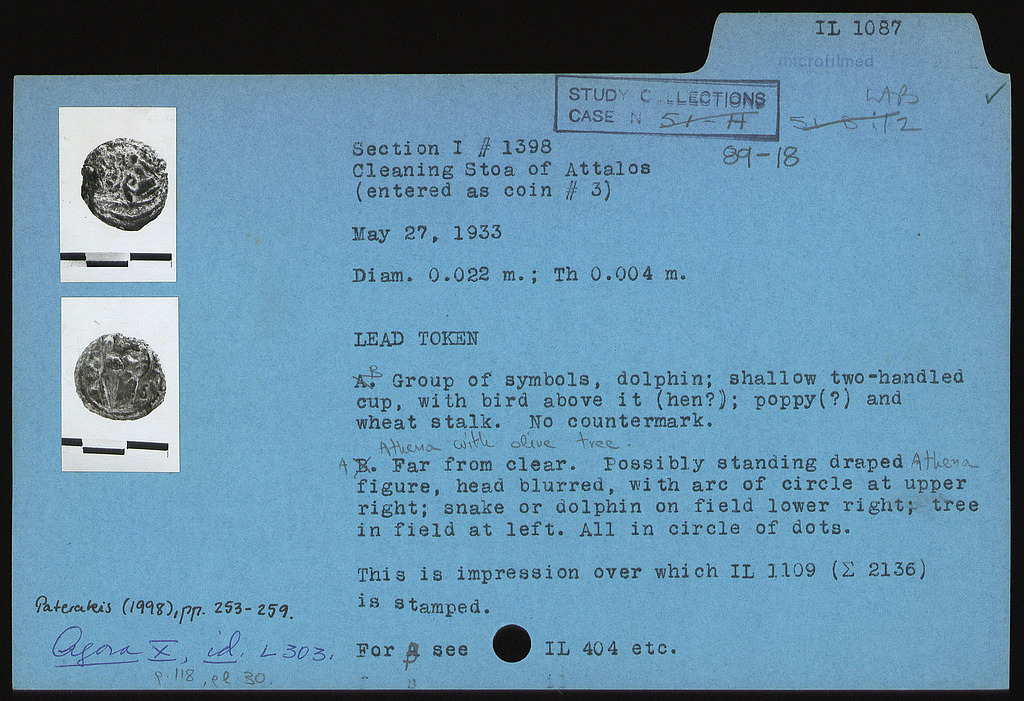 IL 1087
microfilmed
STUDY C LLECTIONS
CASE N 51-H
LAB
89-18
Section I # 1398
Cleaning Stoa of Attalos
(entered as coin # 3)
May 27, 1933
Diam. 0.022 m.; Th 0.004 m.
LEAD TOKEN
A. B Group of symbols, dolphin; shallow two-handled
cup, with bird above it (hen?); poppy(?) and
wheat stalk. No countermark.
Athena with olive tree.
A B. Far from clear. Possibly standing draped Athena
figure, head blurred, with arc of circle at upper
right; snake or dolphin on field lower right; tree
in field at left. All in circle of dots.
This is impression over which IL 1109 (Σ 2136)
is stamped.
Paterakis (1998), pp. 253-259.
Agora X, id. L303.
p.118, pl 30.
For see IL 404 etc.